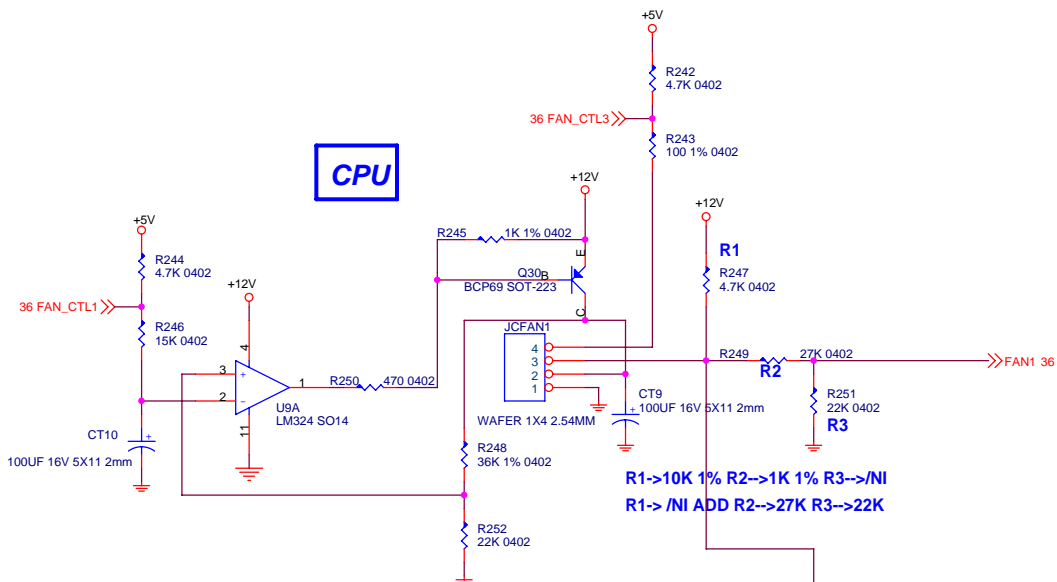 +5V
R242
4.7K 0402
36 FAN_CTL3
R243
100 1% 0402
CPU
+12V
+12V
R245
1K 1% 0402
R1
+5V
E
R244
4.7K 0402
Q30
B
BCP69 SOT-223
R247
4.7K 0402
+12V
36 FAN_CTL1
C
JCFAN1
R246
15K 0402
4
4
3
2
1
R249
27K 0402
R2
FAN1 36
3
+
1
R250
470 0402
2
-
U9A
LM324 SO14
11
CT9
100UF 16V 5X11 2mm
R251
22K 0402
R3
WAFER 1X4 2.54MM
CT10
+
100UF 16V 5X11 2mm
+
R248
36K 1% 0402
R1->10K 1% R2-->1K 1% R3-->/NI
R1-> /NI ADD R2-->27K R3-->22K
R252
22K 0402